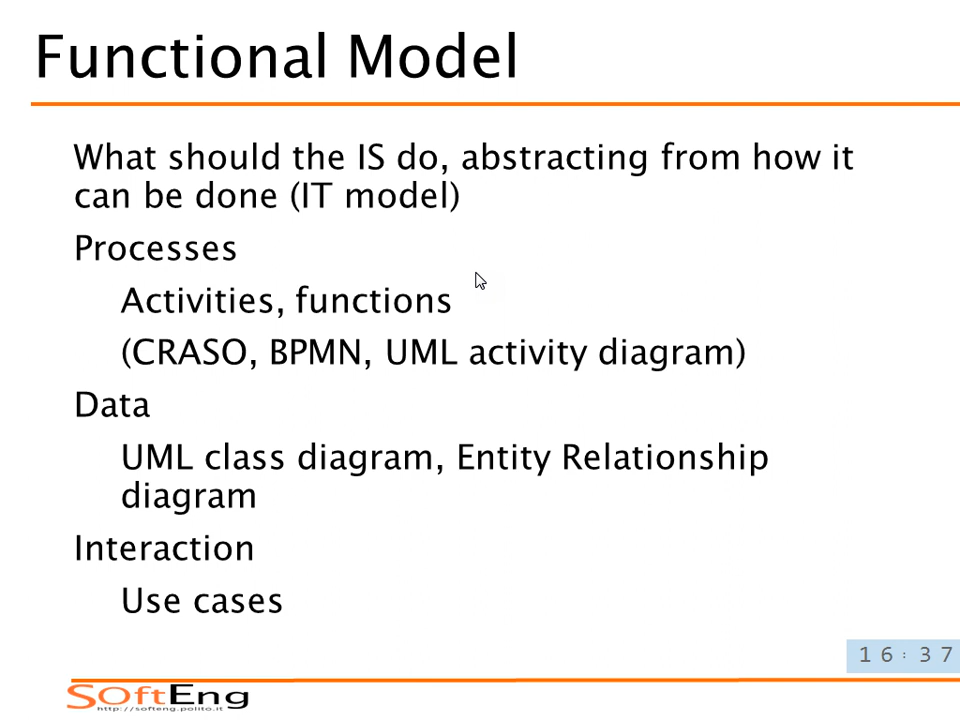 Functional Model
What should the IS do, abstracting from how it
can be done (IT model)
Processes
Activities, functions
(CRASO, BPMN, UML activity diagram)
Data
UML class diagram, Entity Relationship
diagram
Interaction
Use cases
16:37
SoftEng
http://softeng.polito.it